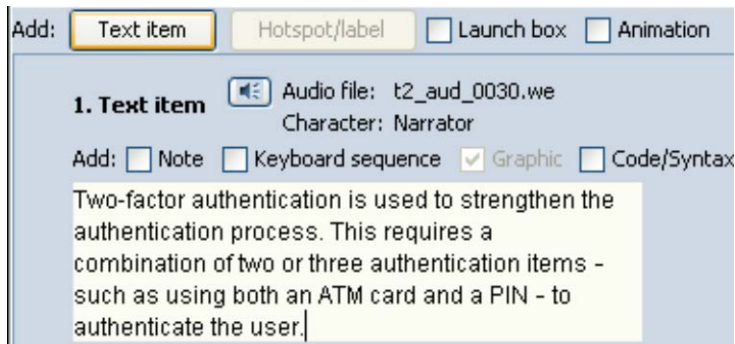 Add: Text item Hotspot/label Launch box Animation
1. Text item Audio file: t2_aud_0030.we
Character: Narrator
Add: Note Keyboard sequence Graphic Code/Syntax
Two-factor authentication is used to strengthen the
authentication process. This requires a
combination of two or three authentication items -
such as using both an ATM card and a PIN - to
authenticate the user.